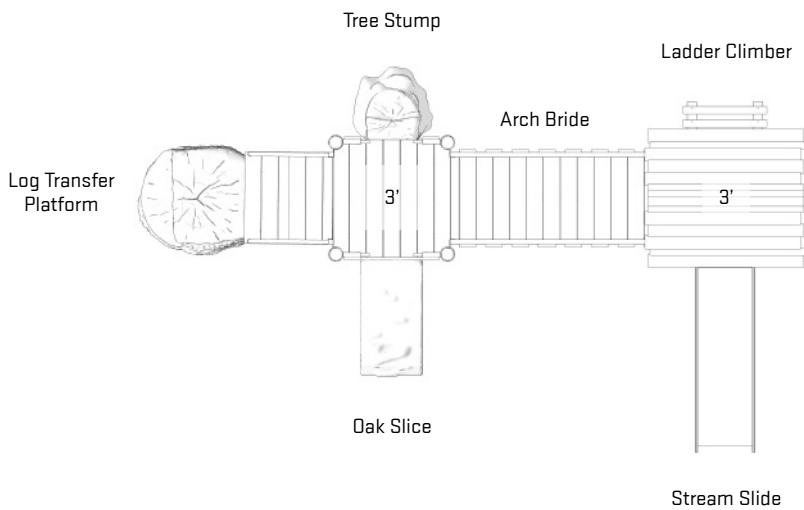 Tree Stump
Ladder Climber
Arch Bride
Log Transfer
Platform
3'
3'
Oak Slice
Stream Slide